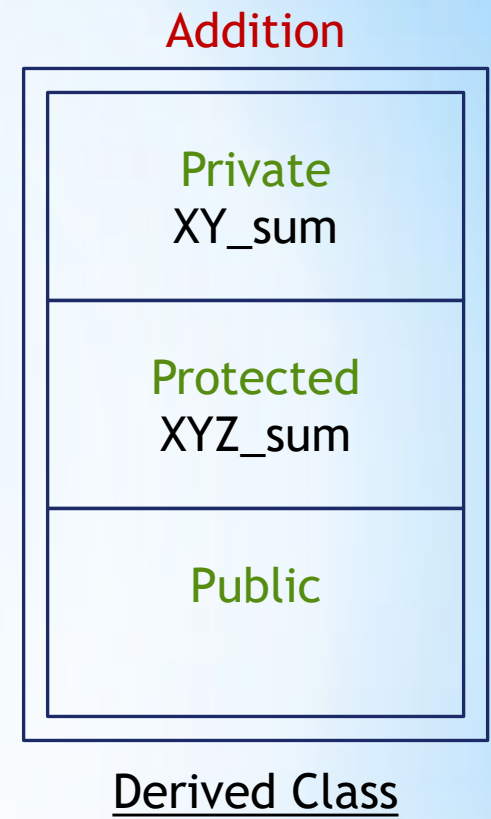 Addition
Private
XY_sum
Protected
XYZ_sum
Public
Derived Class